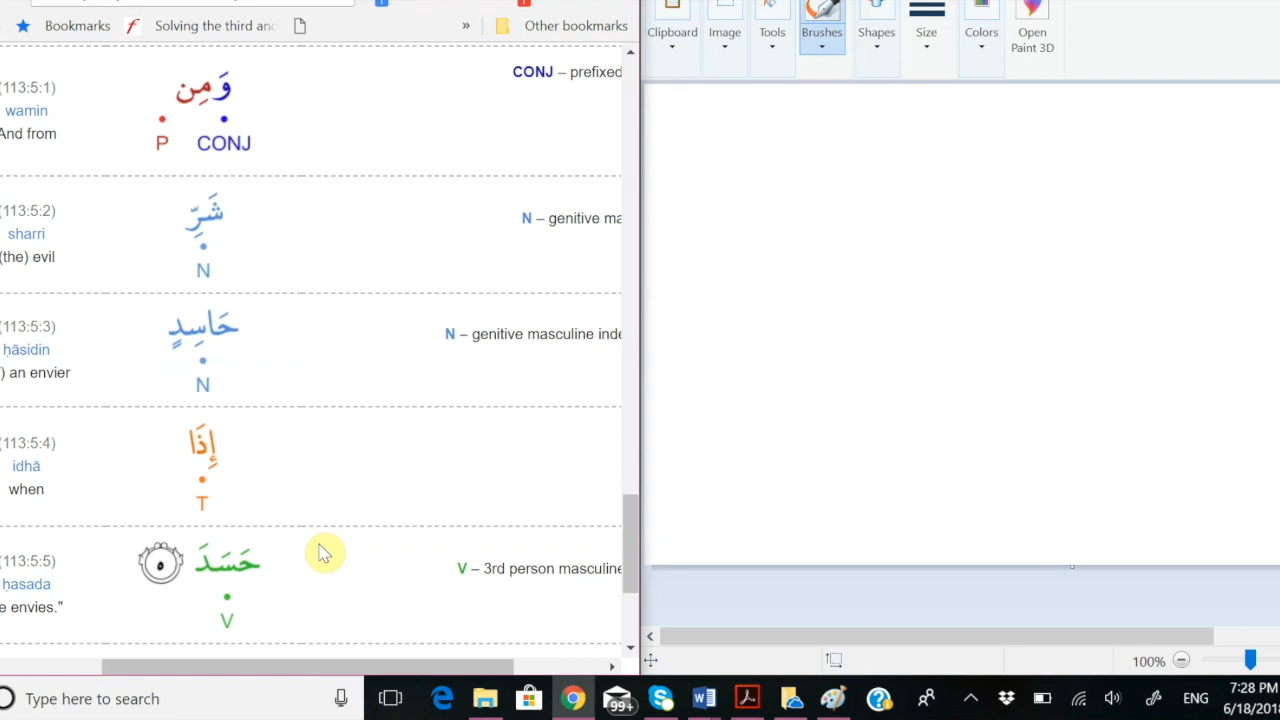 Bookmarks
Solving the third and
»
Other bookmarks
Clipboard
Image
Tools
Brushes
Shapes
Size
Colors
Open
Paint 3D
(113:5:1)
wamin
And from
وَمِن
P CONJ
CONJ – prefixed
(113:5:2)
sharri
(the) evil
شَرِّ
N
N – genitive ma
(113:5:3)
ḥāsidin
) an envier
حَاسِدٍ
N
N – genitive masculine inde
(113:5:4)
idhā
when
إِذَا
T
(113:5:5)
ḥasada
e envies."
حَسَدَ ٥
V
V – 3rd person masculine
100%
Type here to search
99+
ENG
7:28 PM
6/18/201